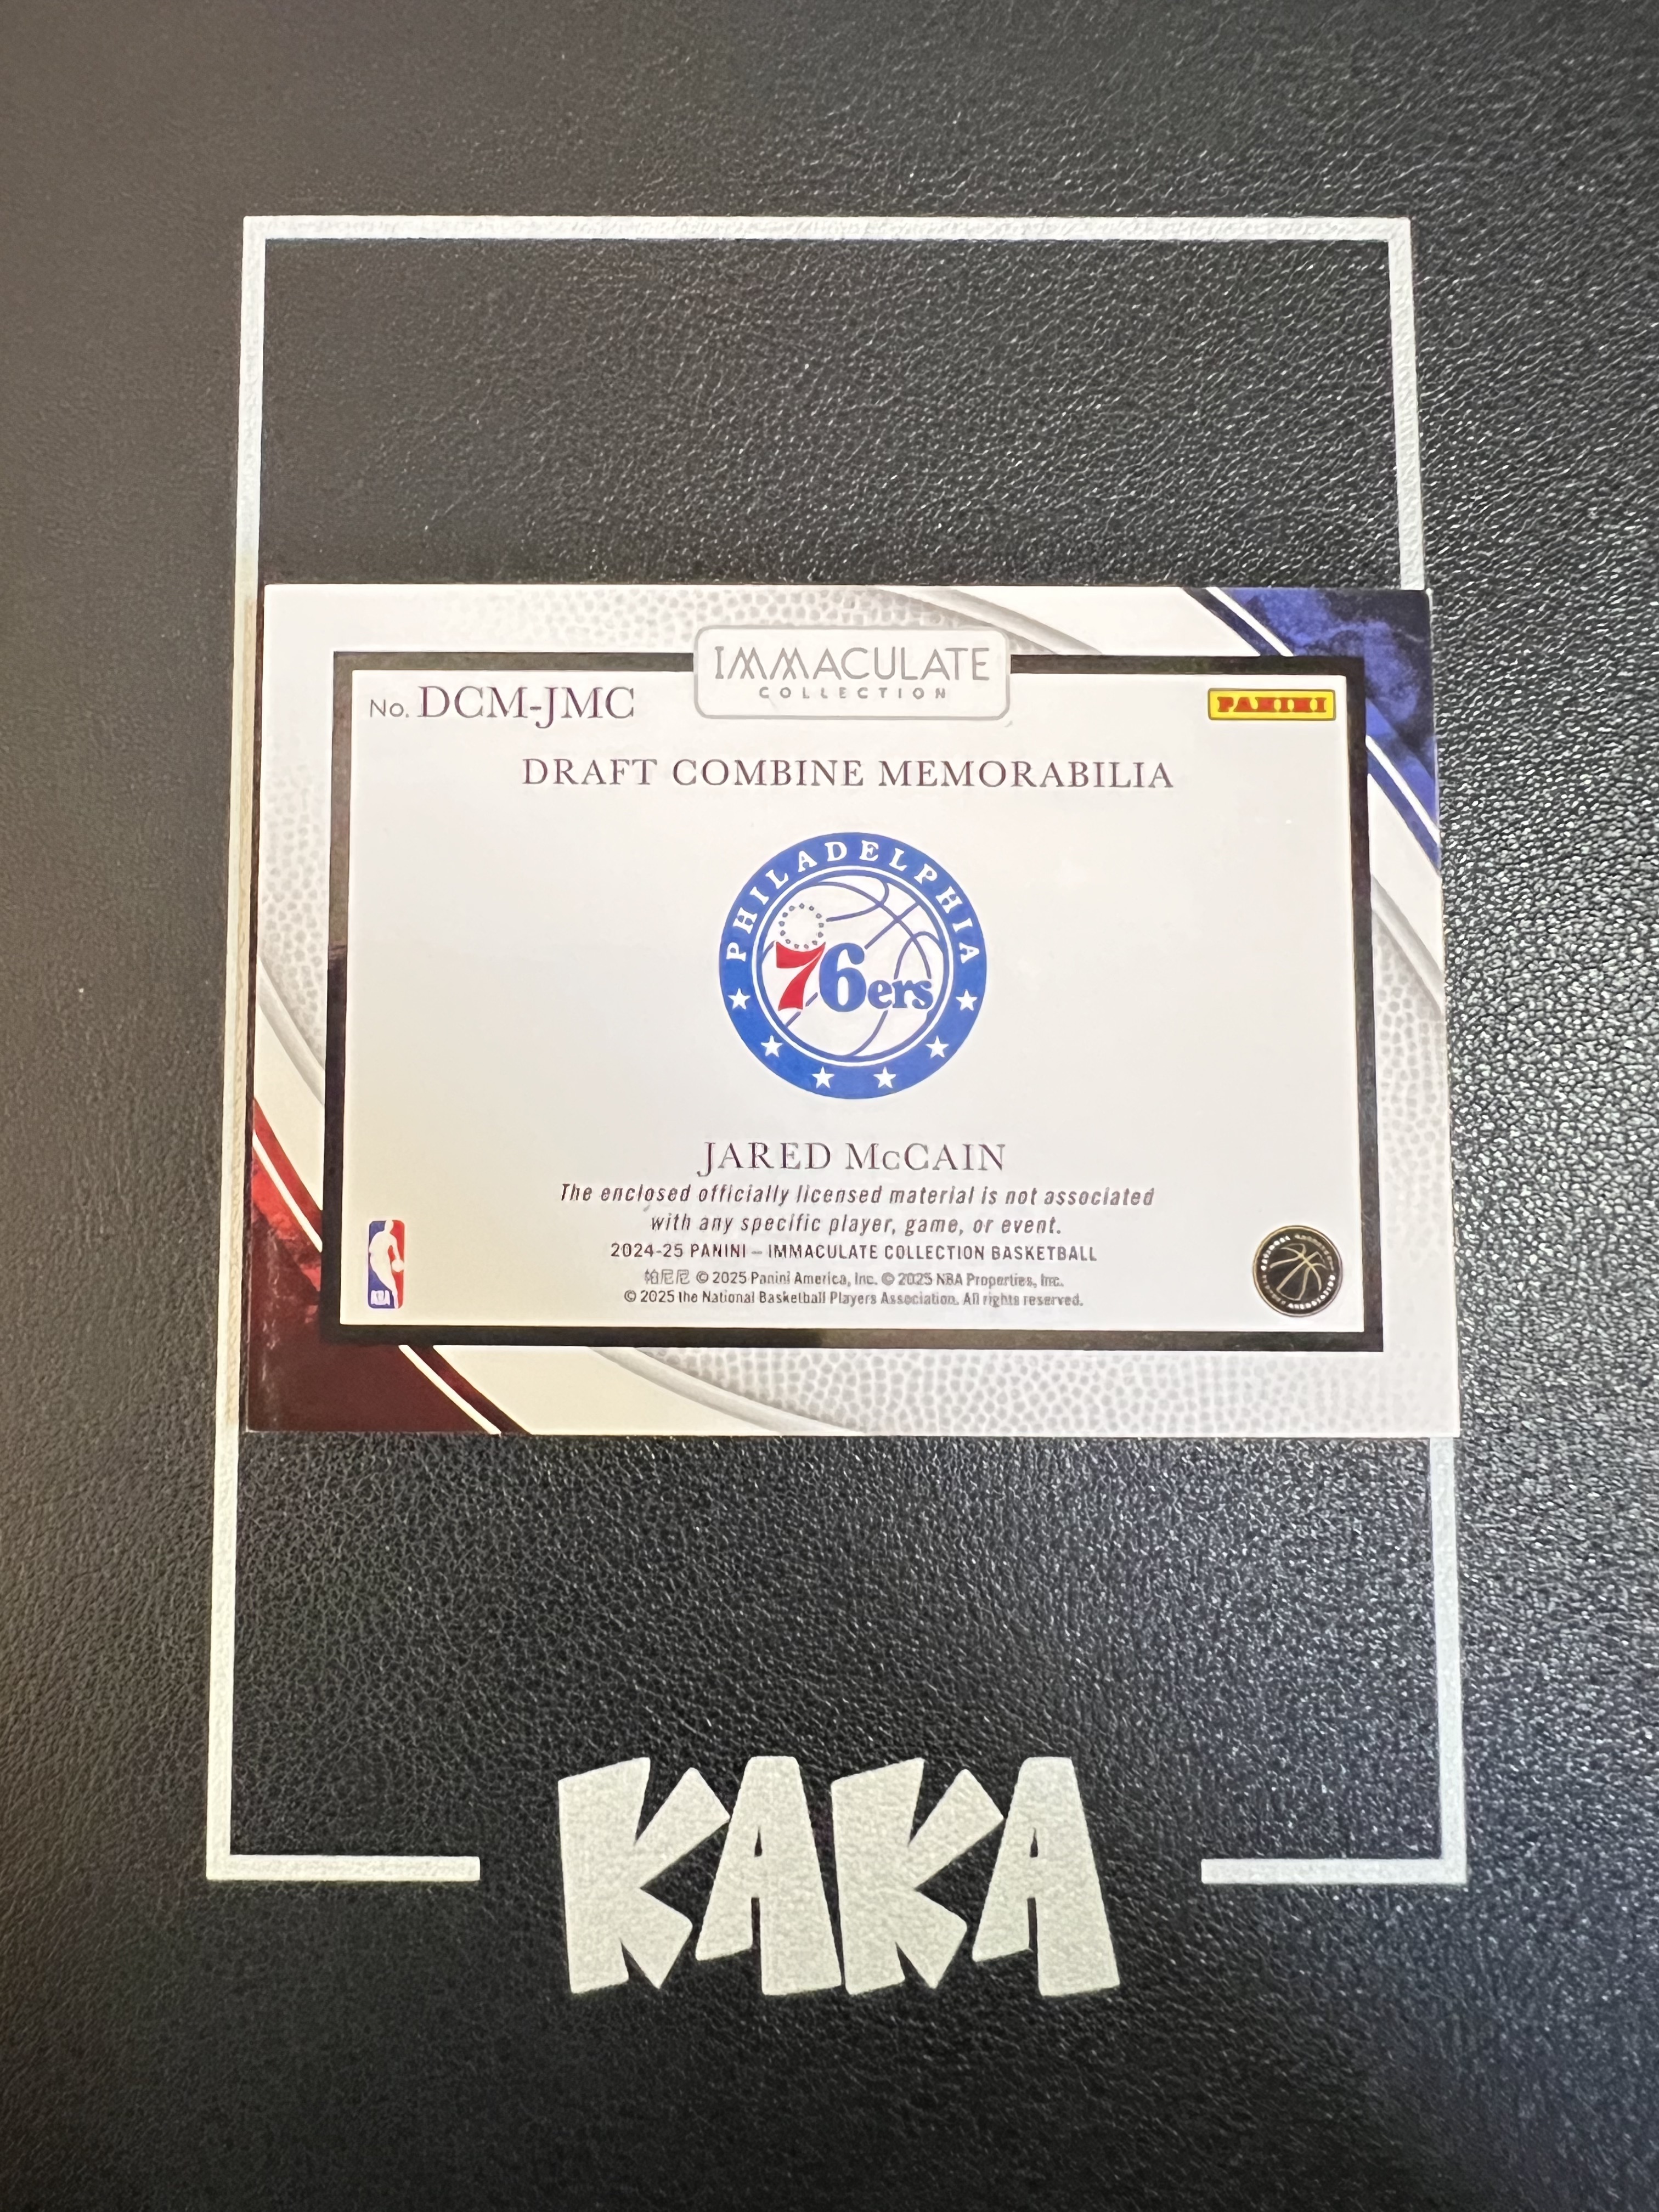 IMMACULATE
COLLECTION
No. DCM-JMC
PANINI
DRAFT COMBINE MEMORABILIA
PHILADELPHIA
76ers
JARED McCAIN
The enclosed officially licensed material is not associated
with any specific player, game, or event.
2024-25 PANINI – IMMACULATE COLLECTION BASKETBALL
帕尼尼 © 2025 Panini America, Inc. © 2025 NBA Properties, Inc.
© 2025 the National Basketball Players Association. All rights reserved.
NBA
KAKA